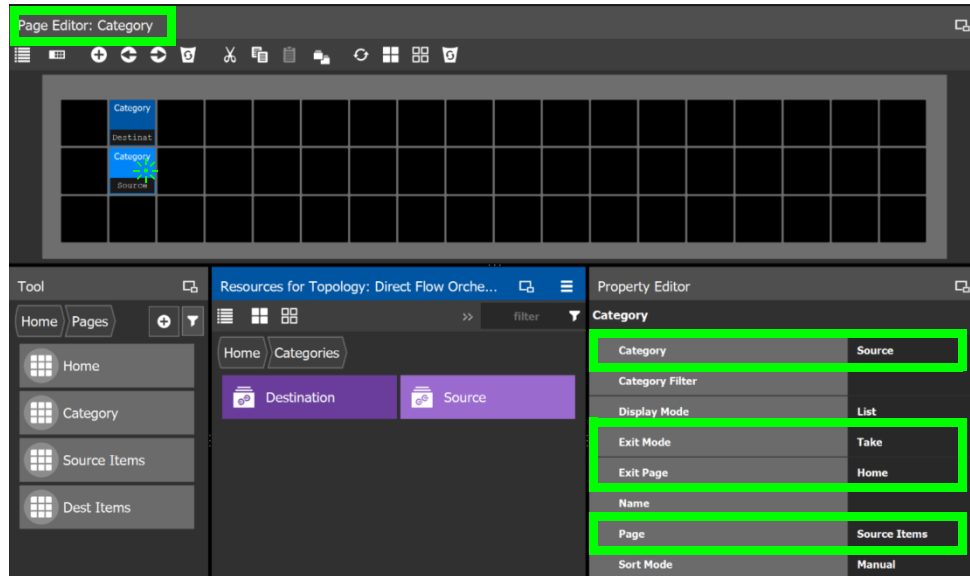 Page Editor: Category
Category
Destinat
Category
Source
Tool
Home Pages
Home
Category
Source Items
Dest Items
Resources for Topology: Direct Flow Orche...
>> filter
Home Categories
Destination Source
Property Editor
Category
Category Source
Category Filter
Display Mode List
Exit Mode Take
Exit Page Home
Name
Page Source Items
Sort Mode Manual